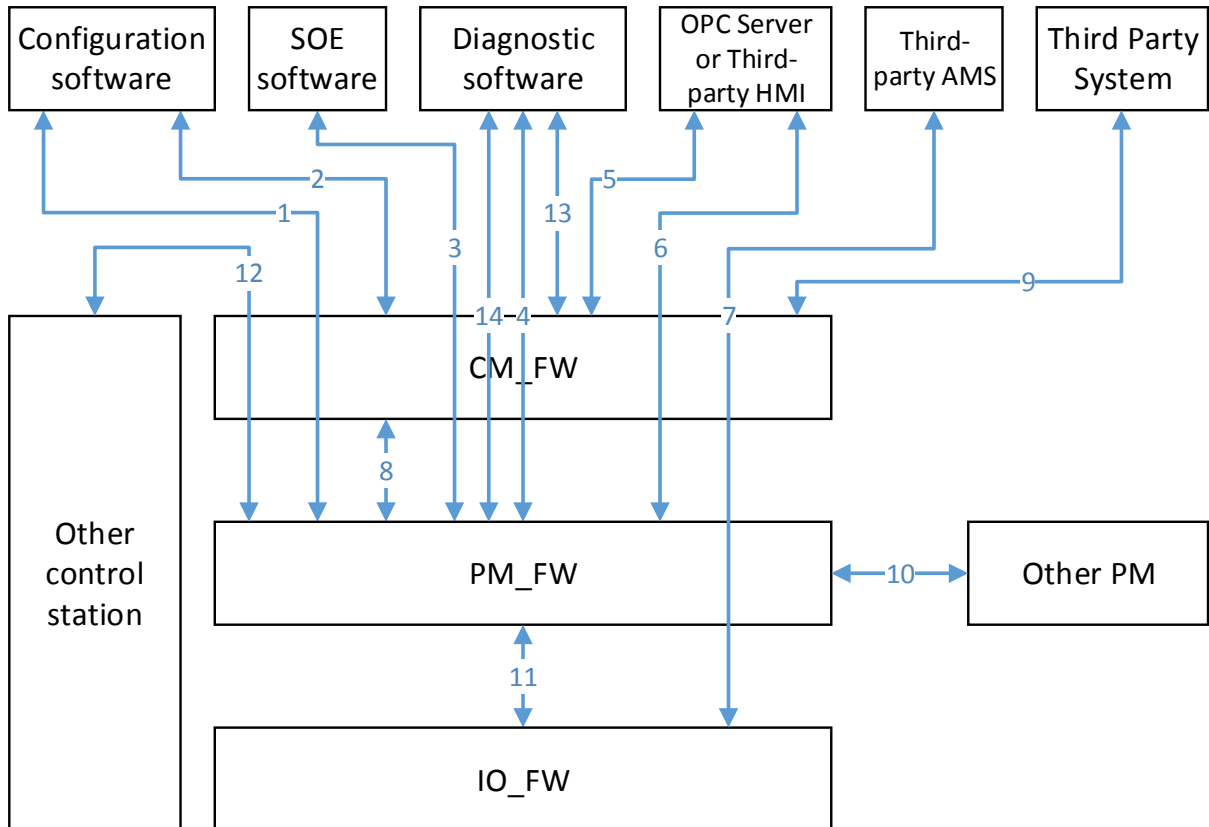 Configuration
software
SOE
software
Diagnostic
software
OPC Server
or Third-
party HMI
Third-
party AMS
Third Party
System
2
5
1
13
12
3
6
9
14
4
7
CM_FW
8
Other
control
station
PM_FW
10
Other PM
11
IO_FW